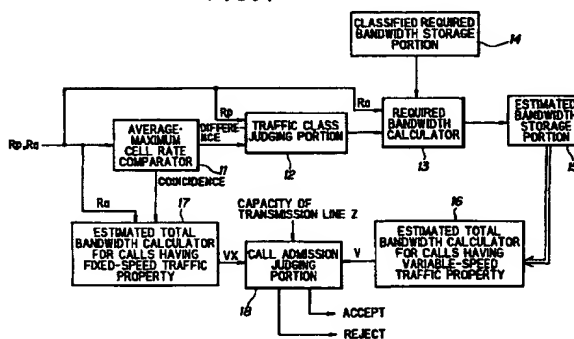 CLASSIFIED REQUIRED
BANDWIDTH STORAGE
PORTION
14
Rp
Ra
Rp,Ra
AVERAGE-
MAXIMUM
CELL RATE
COMPARATOR
11
DIFFERENCE
TRAFFIC CLASS
JUDGING PORTION
12
REQUIRED
BANDWIDTH
CALCULATOR
13
ESTIMATED
BANDWIDTH
STORAGE
PORTION
15
COINCIDENCE
Ra
17
ESTIMATED TOTAL
BANDWIDTH CALCULATOR
FOR CALLS HAVING
FIXED-SPEED TRAFFIC
PROPERTY
VX
CAPACITY OF
TRANSMISSION LINE Z
CALL ADMISSION
JUDGING
PORTION
18
V
16
ESTIMATED TOTAL
BANDWIDTH CALCULATOR
FOR CALLS HAVING
VARIABLE-SPEED
TRAFFIC PROPERTY
ACCEPT
REJECT